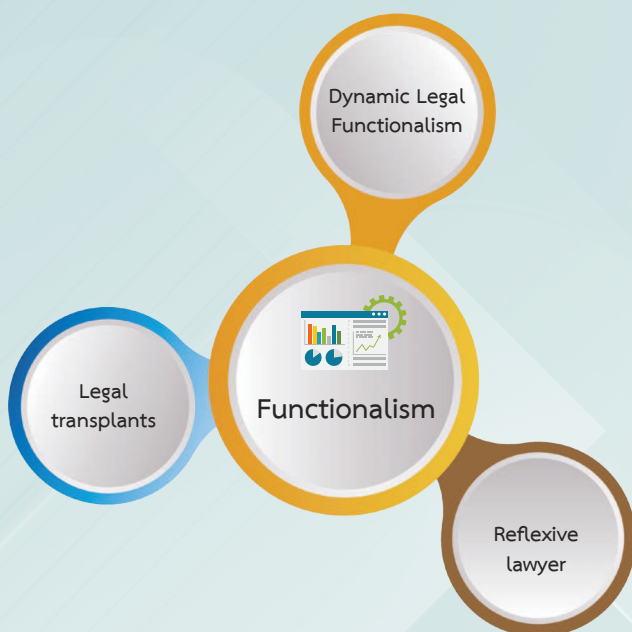 Dynamic Legal
Functionalism
Functionalism
Legal
transplants
Reflexive
lawyer